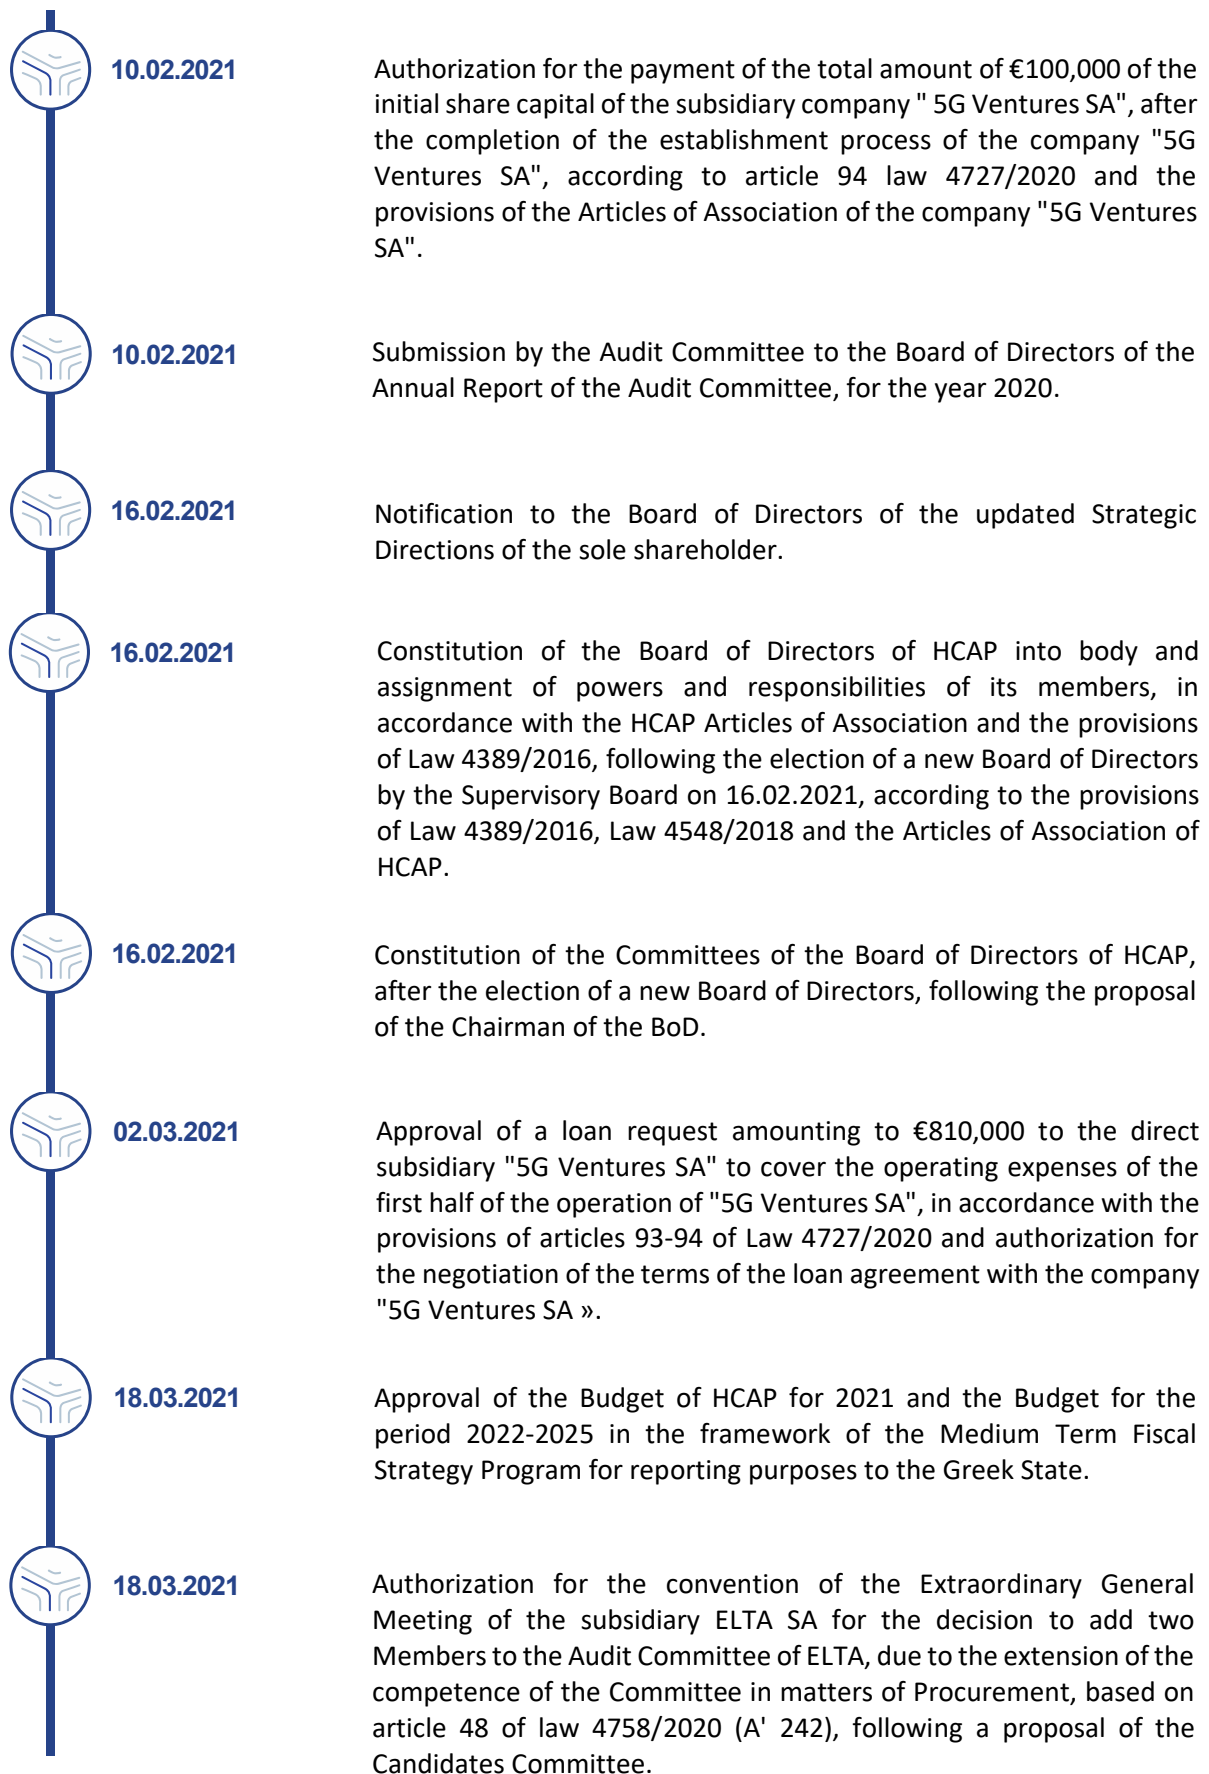 10.02.2021
Authorization for the payment of the total amount of €100,000 of the
initial share capital of the subsidiary company " 5G Ventures SA", after
the completion of the establishment process of the company "5G
Ventures SA", according to article 94 law 4727/2020 and the
provisions of the Articles of Association of the company "5G Ventures
SA".
10.02.2021
Submission by the Audit Committee to the Board of Directors of the
Annual Report of the Audit Committee, for the year 2020.
16.02.2021
Notification to the Board of Directors of the updated Strategic
Directions of the sole shareholder.
16.02.2021
Constitution of the Board of Directors of HCAP into body and
assignment of powers and responsibilities of its members, in
accordance with the HCAP Articles of Association and the provisions
of Law 4389/2016, following the election of a new Board of Directors
by the Supervisory Board on 16.02.2021, according to the provisions
of Law 4389/2016, Law 4548/2018 and the Articles of Association of
HCAP.
16.02.2021
Constitution of the Committees of the Board of Directors of HCAP,
after the election of a new Board of Directors, following the proposal
of the Chairman of the BoD.
02.03.2021
Approval of a loan request amounting to €810,000 to the direct
subsidiary "5G Ventures SA" to cover the operating expenses of the
first half of the operation of "5G Ventures SA", in accordance with the
provisions of articles 93-94 of Law 4727/2020 and authorization for
the negotiation of the terms of the loan agreement with the company
"5G Ventures SA ».
18.03.2021
Approval of the Budget of HCAP for 2021 and the Budget for the
period 2022-2025 in the framework of the Medium Term Fiscal
Strategy Program for reporting purposes to the Greek State.
18.03.2021
Authorization for the convention of the Extraordinary General
Meeting of the subsidiary ELTA SA for the decision to add two
Members to the Audit Committee of ELTA, due to the extension of the
competence of the Committee in matters of Procurement, based on
article 48 of law 4758/2020 (A' 242), following a proposal of the
Candidates Committee.